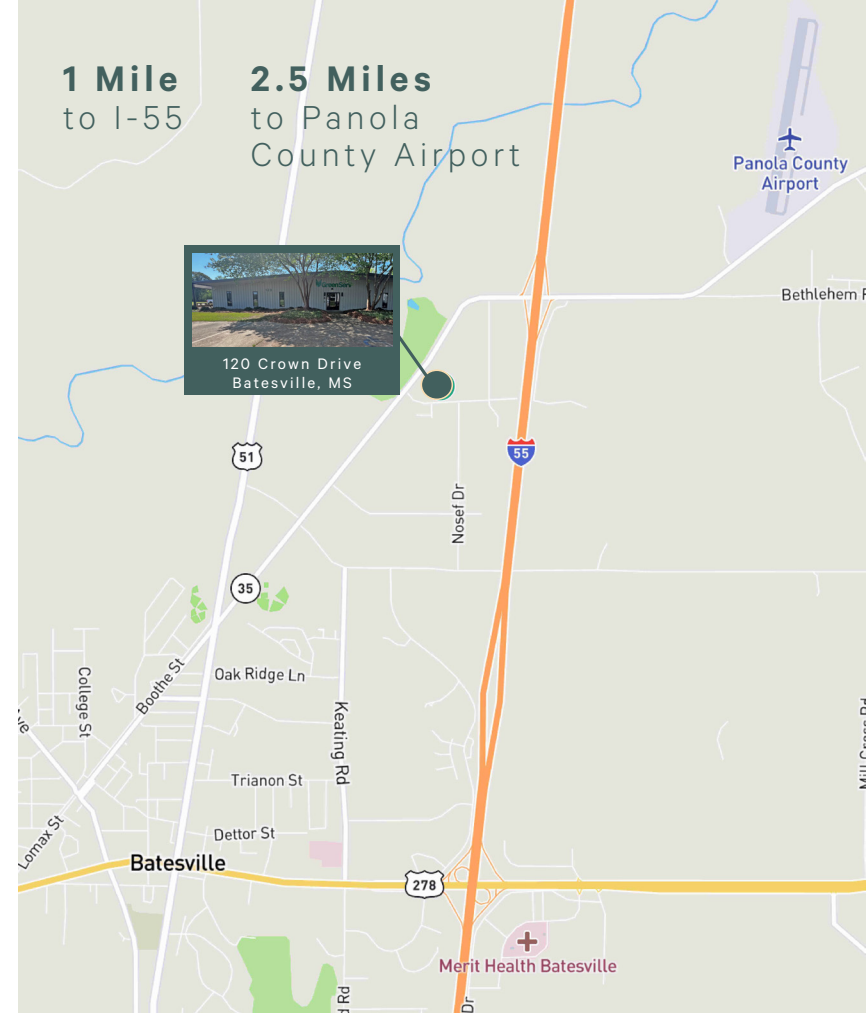 1 Mile
to I-55
2.5 Miles
to Panola
County Airport
Panola County
Airport
Bethlehem
120 Crown Drive
Batesville, MS
51
55
Nosef Dr
35
College St
Boothe St
Oak Ridge Ln
Keating Rd
Trianon St
Lomax St
Dettor St
Batesville
278
Merit Health Batesville
Dr